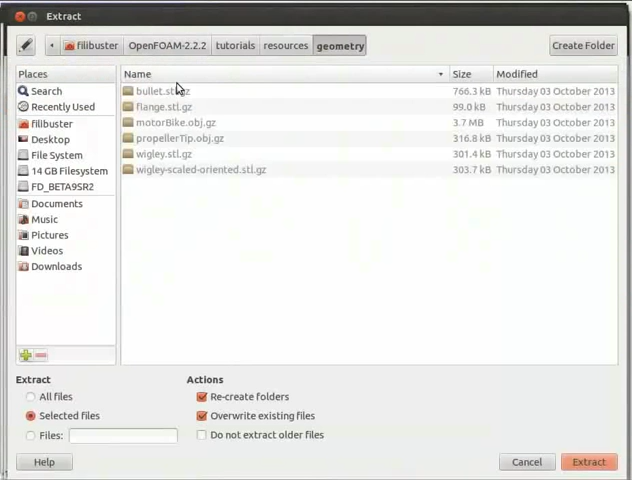 Extract
filibuster OpenFOAM-2.2.2 tutorials resources geometry Create Folder
Places Name Size Modified
Search bullet.stl.gz 766.3 kB Thursday 03 October 2013
Recently Used flange.stl.gz 99.0 kB Thursday 03 October 2013
filibuster motorBike.obj.gz 3.7 MB Thursday 03 October 2013
Desktop propellerTip.obj.gz 316.8 kB Thursday 03 October 2013
File System wigley.stl.gz 301.4 kB Thursday 03 October 2013
14 GB Filesystem wigley-scaled-oriented.stl.gz 303.7 kB Thursday 03 October 2013
FD_BETA9SR2
Documents
Music
Pictures
Videos
Downloads
Extract Actions
All files Re-create folders
Selected files Overwrite existing files
Files: Do not extract older files
Help Cancel Extract